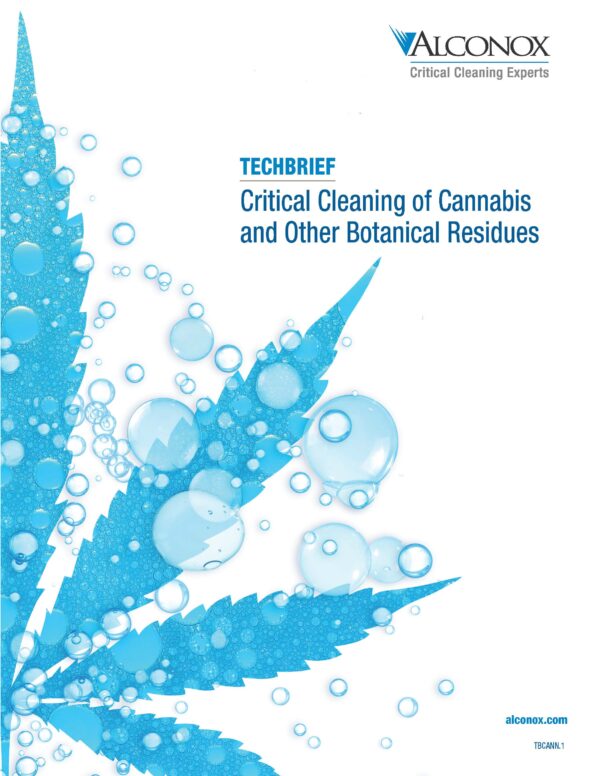 ALCONOX
Critical Cleaning Experts
TECHBRIEF
Critical Cleaning of Cannabis
and Other Botanical Residues
alconox.com
TBCANN.1